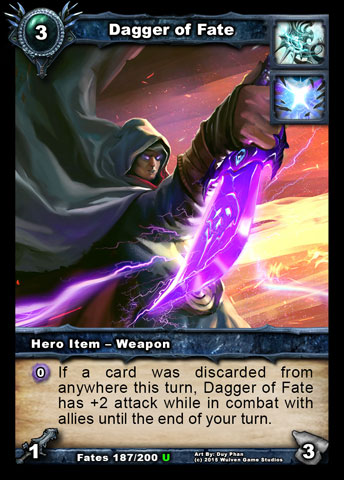 3
Dagger of Fate
Hero Item – Weapon
0
If a card was discarded from
anywhere this turn, Dagger of Fate
has +2 attack while in combat with
allies until the end of your turn.
1
Fates 187/200 U
Art By: Duy Phan
(c) 2015 Wulven Game Studios
3